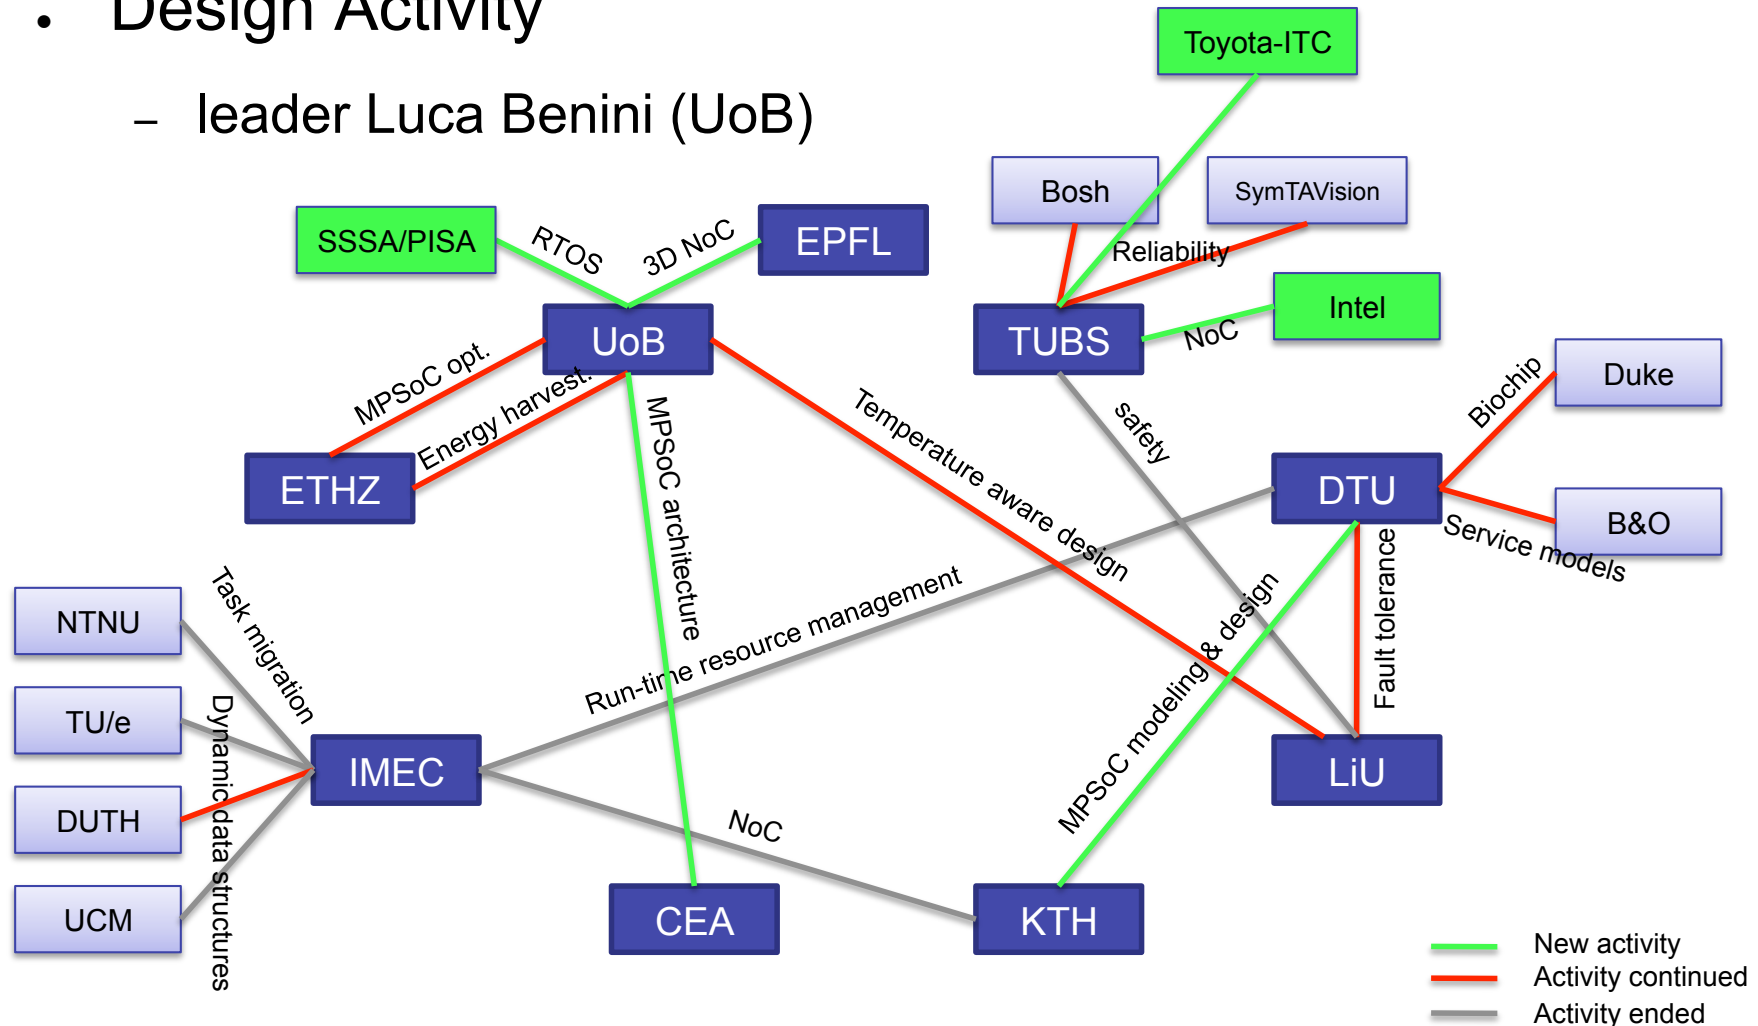 • Design Activity
– leader Luca Benini (UoB)
Toyota-ITC
Bosh
SymTAVision
SSSA/PISA
RTOS
3D NoC
EPFL
Reliability
Intel
UoB
TUBS
NoC
MPSoC opt.
Energy harvest.
MPSoC architecture
Temperature aware design
safety
Biochip
Duke
ETHZ
DTU
B&O
Service models
Fault tolerance
Task migration
NTNU
Run-time resource management
MPSoC modeling & design
TU/e
Dynamic data structures
IMEC
LiU
DUTH
NoC
UCM
CEA
KTH
New activity
Activity continued
Activity ended